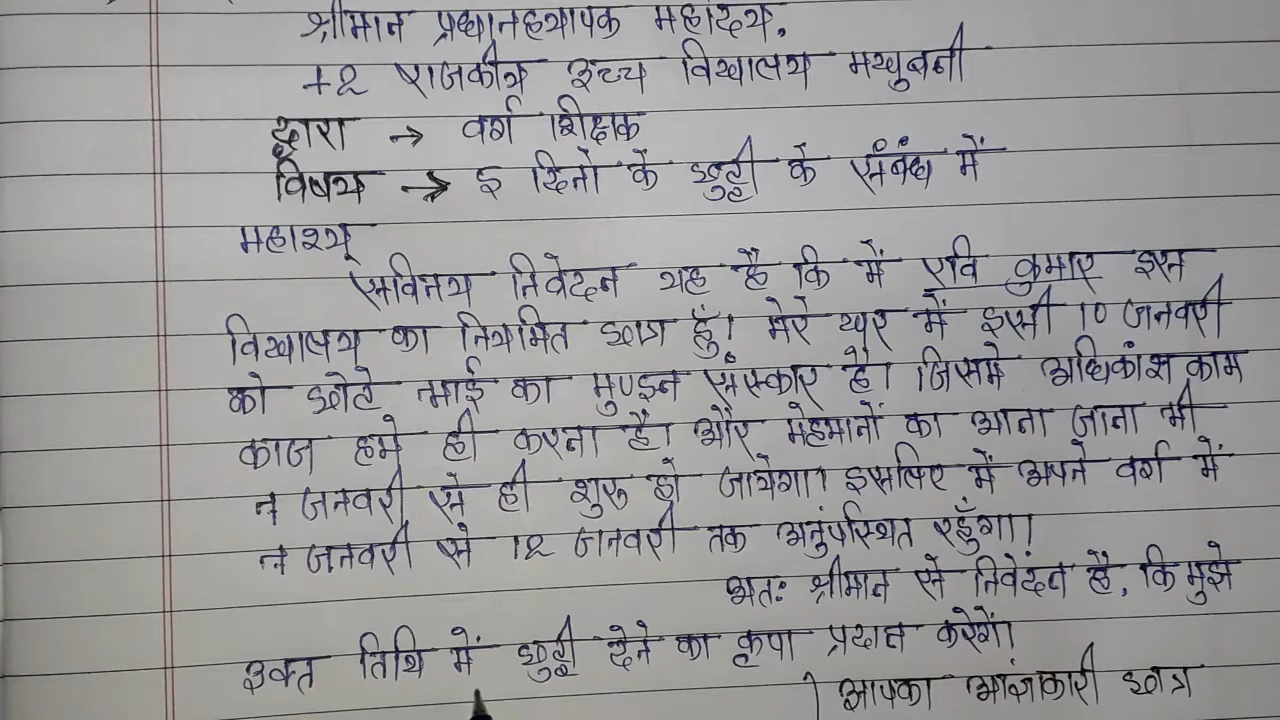 श्रीमान प्रधानध्यापक महोदय,
+2 राजकीय उच्च विद्यालय मधुबनी
द्वारा → वर्ग शिक्षक
विषय → 5 दिनों के छुट्टी के संबंध में
महाशय
सविनय निवेदन यह है कि में रवि कुमार इस
विद्यालय का नियमित छात्र हुँ। मेरे घर में इसी 10 जनवरी
को छोटे भाई का मुण्डन संस्कार है। जिसमे अधिकांश काम
काज हमे ही करना है। और मेहमानों का आना जाना भी
जनवरी से ही शुरू हो जायेगा। इसलिए में अपने वर्ग में
जनवरी से 12 जनवरी तक अनुंपस्थित रहुँगा।
अतः श्रीमान से निवेदन है, कि मुझे
उक्त तिथि में छुट्टी देने का कृपा प्रदान करेगें।
आपका आज्ञाकारी छात्र